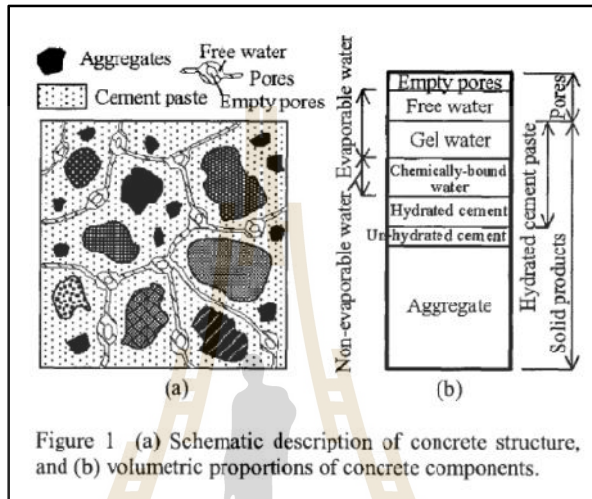 Aggregates
Free water
Pores
Empty pores
Cement paste
(a)
Evaporable water
Non-evaporable water
Empty pores
Free water
Gel water
Chemically-bound
water
Hydrated cement
Un-hydrated cement
Aggregate
Pores
Hydrated cement paste
Solid products
(b)
Figure 1 (a) Schematic description of concrete structure,
and (b) volumetric proportions of concrete components.